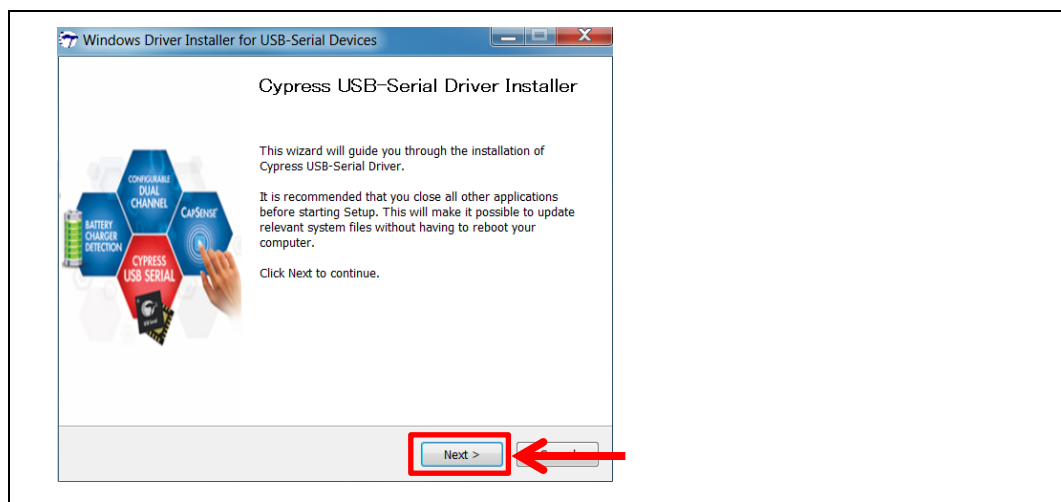 Windows Driver Installer for USB-Serial Devices
Cypress USB-Serial Driver Installer
This wizard will guide you through the installation of
Cypress USB-Serial Driver.
It is recommended that you close all other applications
before starting Setup. This will make it possible to update
relevant system files without having to reboot your
computer.
Click Next to continue.
CONFIGURABLE
DUAL
CHANNEL
CAPSENSE
BATTERY
CHARGER
DETECTION
CYPRESS
USB SERIAL
Next >